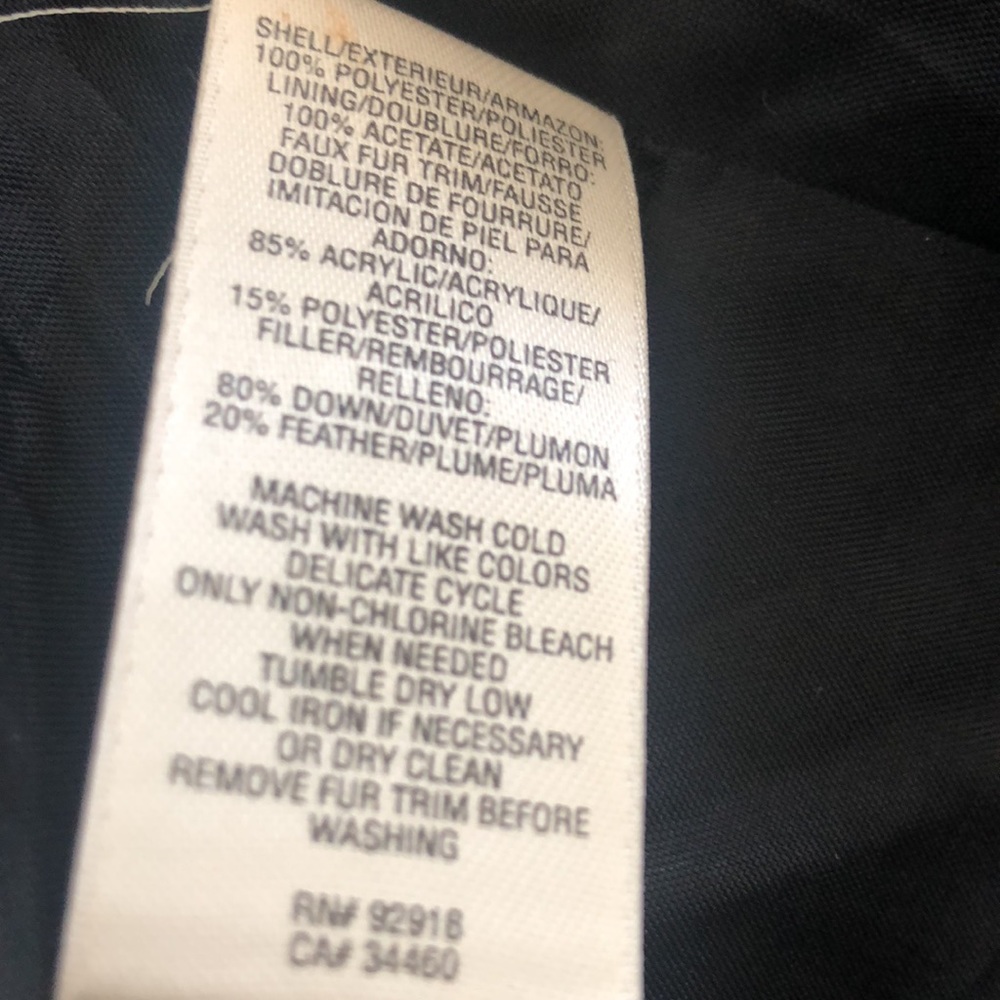 SHELL/EXTERIEUR/ARMAZON:
100% POLYESTER/POLIESTER
LINING/DOUBLURE/FORRO:
100% ACETATE/ACETATO
FAUX FUR TRIM/FAUSSE
DOBLURE DE FOURRURE/
IMITACION DE PIEL PARA
ADORNO:
85% ACRYLIC/ACRYLIQUE/
ACRILICO
15% POLYESTER/POLIESTER
FILLER/REMBOURRAGE/
RELLENO:
80% DOWN/DUVET/PLUMON
20% FEATHER/PLUME/PLUMA
MACHINE WASH COLD
WASH WITH LIKE COLORS
DELICATE CYCLE
ONLY NON-CHLORINE BLEACH
WHEN NEEDED
TUMBLE DRY LOW
COOL IRON IF NECESSARY
OR DRY CLEAN
REMOVE FUR TRIM BEFORE
WASHING
RN# 92916
CA# 34460